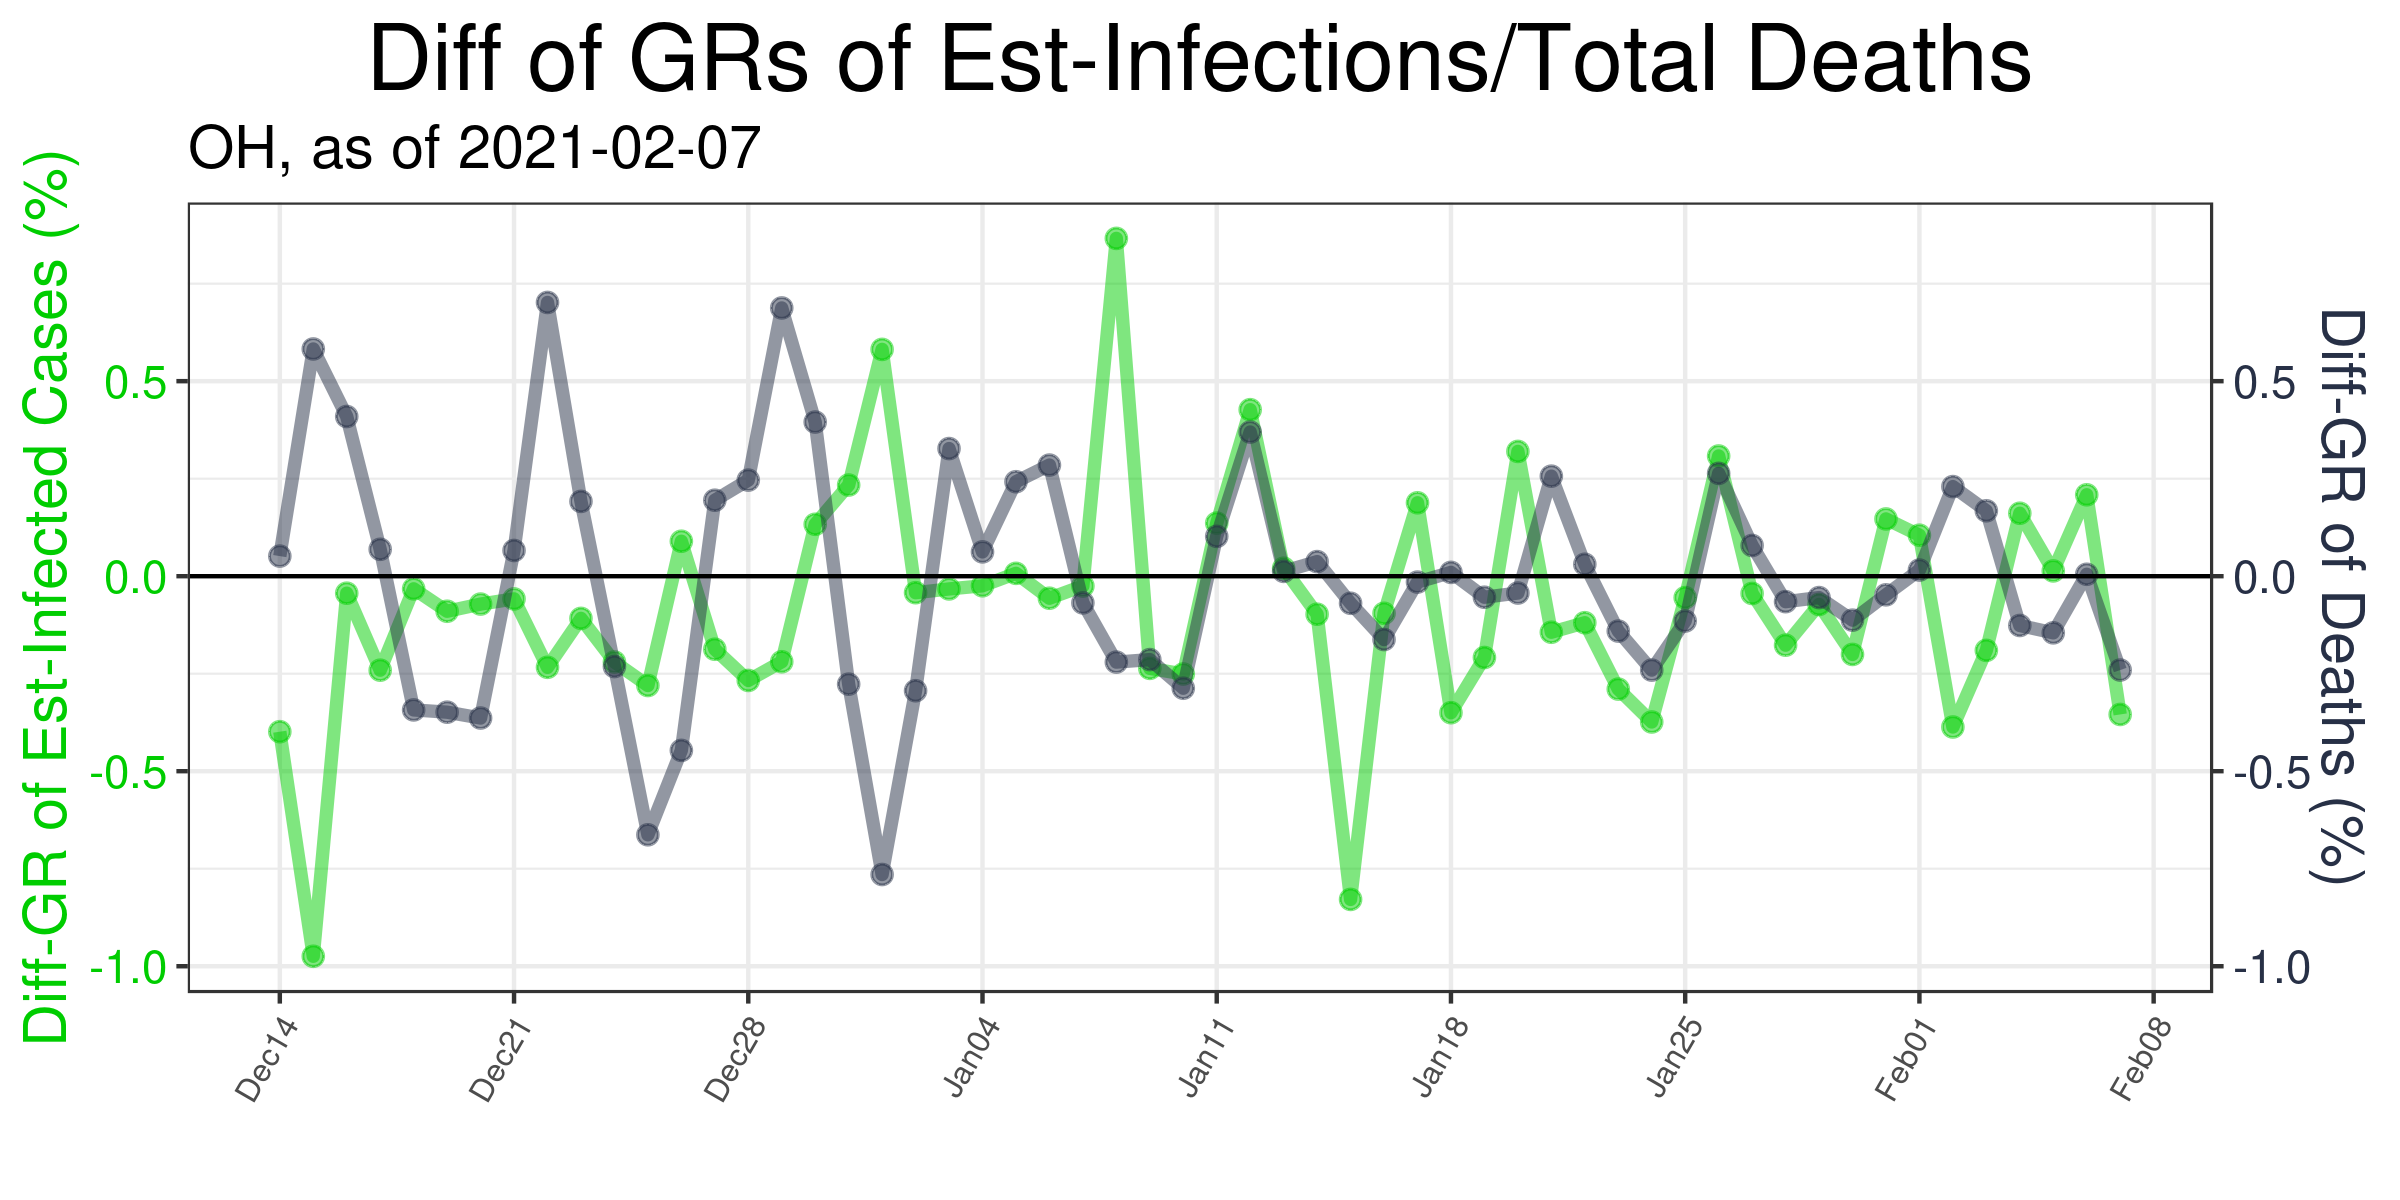 Diff of GRs of Est-Infections/Total Deaths
OH, as of 2021-02-07
Diff-GR of Est-Infected Cases (%)
0.5
0.0
-0.5
-1.0
0.5
0.0
-0.5
-1.0
Diff-GR of Deaths (%)
Dec14
Dec21
Dec28
Jan04
Jan11
Jan18
Jan25
Feb01
Feb08